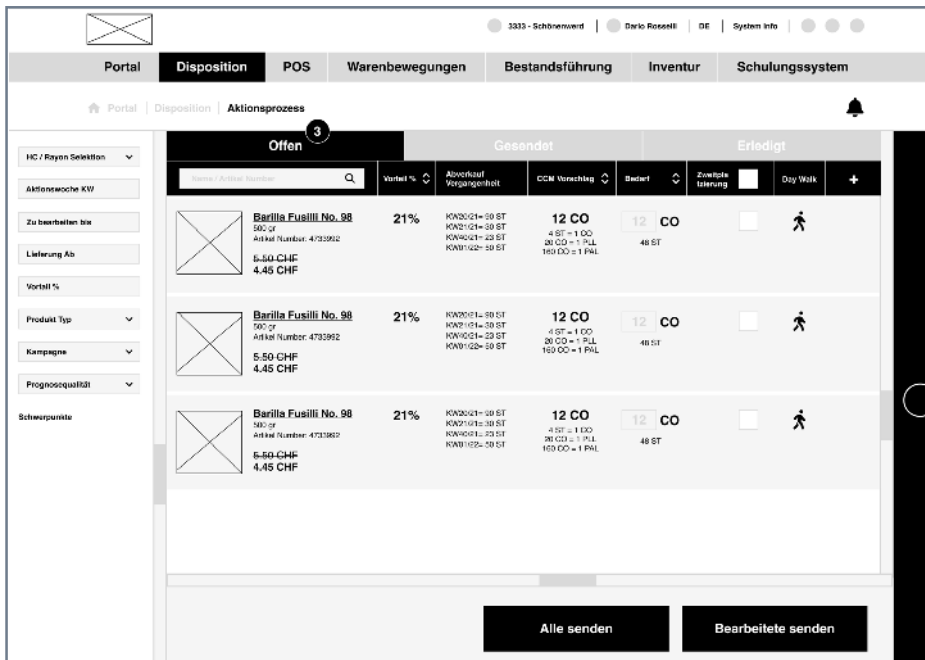 3333 - Schönenwerd | Dario Rosselli | DE | System Info
Portal Disposition POS Warenbewegungen Bestandsführung Inventur Schulungssystem
Portal | Disposition | Aktionsprozess
HC / Rayon Selektion
Aktionswoche KW
Zu bearbeiten bis
Lieferung Ab
Vorteil %
Produkt Typ
Kampagne
Prognosequalität
Schwerpunkte
Offen 3 Gesendet Erledigt
Name / Artikel Number
Vorteil %
Abverkauf
Vergangenheit
CCM Vorschlag
Bedarf
Zweitpla
tzierung
Day Walk
+
Barilla Fusilli No. 98
500 gr
Artikel Number: 4733992
5.50 CHF
4.45 CHF
21%
KW20/21= 90 ST
KW21/21= 30 ST
KW40/21= 23 ST
KW01/22= 50 ST
12 CO
4 ST = 1 CO
20 CO = 1 PLL
160 CO = 1 PAL
12 CO
48 ST
Barilla Fusilli No. 98
500 gr
Artikel Number: 4733992
5.50 CHF
4.45 CHF
21%
KW20/21= 90 ST
KW21/21= 30 ST
KW40/21= 23 ST
KW01/22= 50 ST
12 CO
4 ST = 1 CO
20 CO = 1 PLL
160 CO = 1 PAL
12 CO
48 ST
Barilla Fusilli No. 98
500 gr
Artikel Number: 4733992
5.50 CHF
4.45 CHF
21%
KW20/21= 90 ST
KW21/21= 30 ST
KW40/21= 23 ST
KW01/22= 50 ST
12 CO
4 ST = 1 CO
20 CO = 1 PLL
160 CO = 1 PAL
12 CO
48 ST
Alle senden
Bearbeitete senden